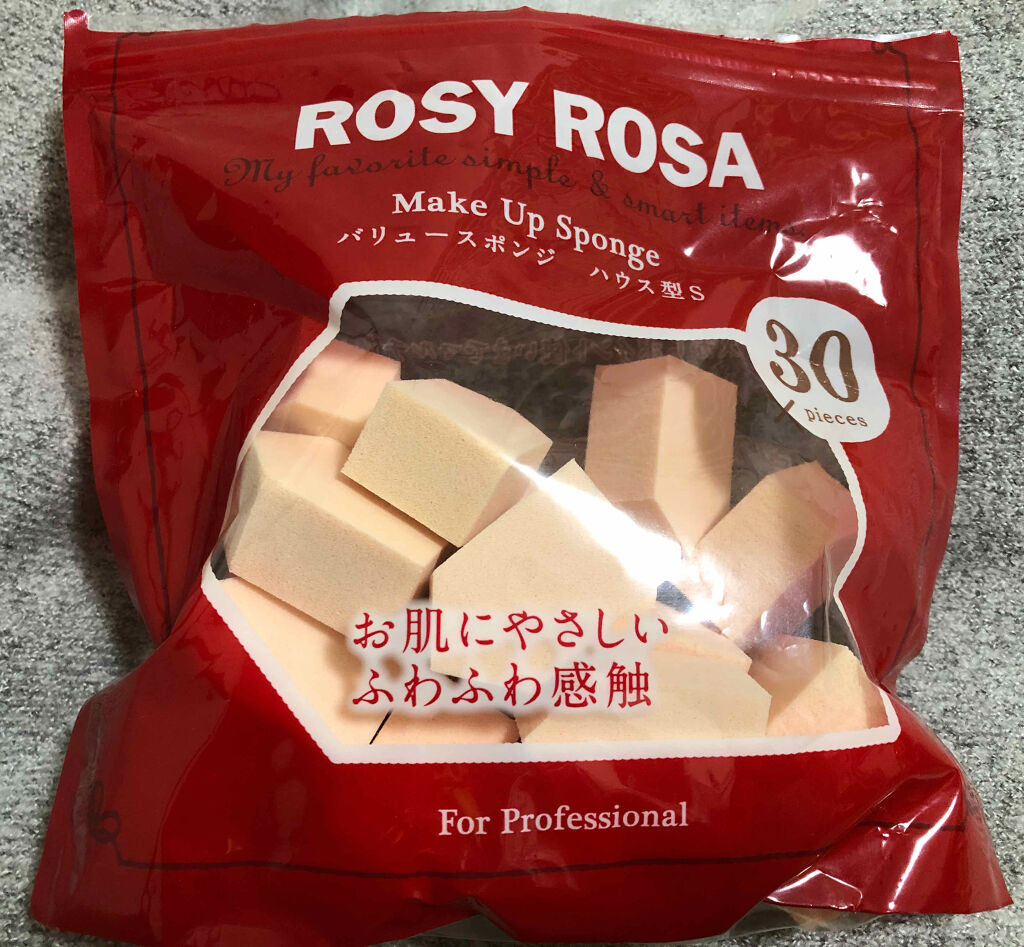 ROSY ROSA
My favorite simple & smart items.
Make Up Sponge
バリュースポンジ ハウス型S
30
pieces
お肌にやさしい
ふわふわ感触
For Professional